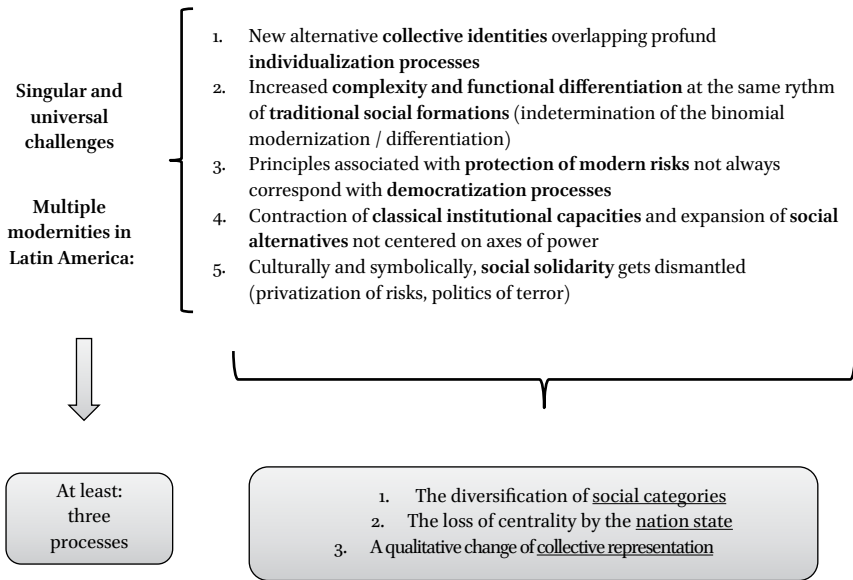 Singular and
universal
challenges
Multiple
modernities in
Latin America:
1. New alternative collective identities overlapping profund
individualization processes
2. Increased complexity and functional differentiation at the same rythm
of traditional social formations (indetermination of the binomial
modernization / differentiation)
3. Principles associated with protection of modern risks not always
correspond with democratization processes
4. Contraction of classical institutional capacities and expansion of social
alternatives not centered on axes of power
5. Culturally and symbolically, social solidarity gets dismantled
(privatization of risks, politics of terror)
At least:
three
processes
1. The diversification of social categories
2. The loss of centrality by the nation state
3. A qualitative change of collective representation